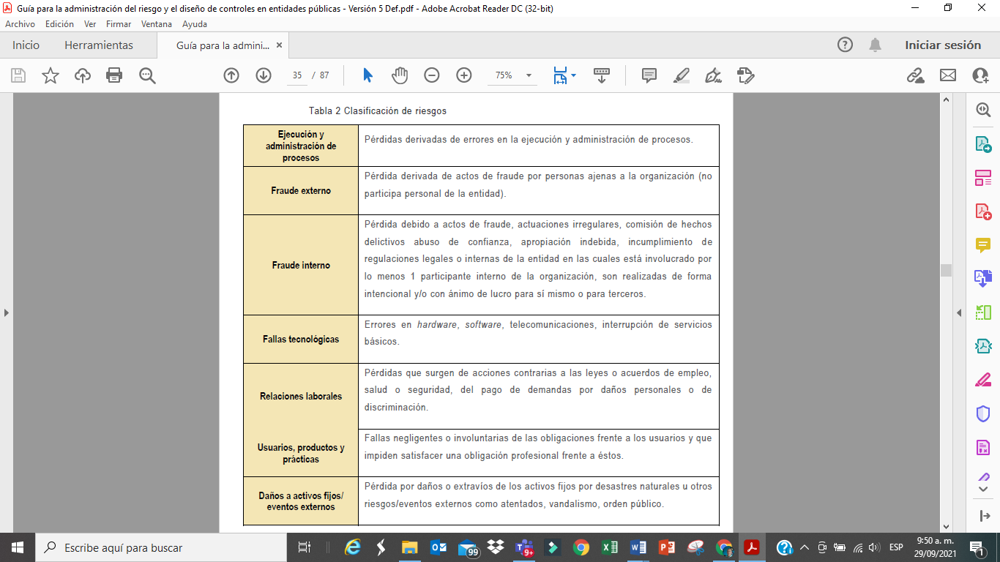 Guía para la administración del riesgo y el diseño de controles en entidades públicas - Versión 5 Def.pdf - Adobe Acrobat Reader DC (32-bit)
Archivo Edición Ver Firmar Ventana Ayuda
Inicio Herramientas Guía para la admini... × Iniciar sesión
35 / 87 75%
Tabla 2 Clasificación de riesgos
Ejecución y
administración de
procesos
Pérdidas derivadas de errores en la ejecución y administración de procesos.
Fraude externo
Pérdida derivada de actos de fraude por personas ajenas a la organización (no
participa personal de la entidad).
Fraude interno
Pérdida debido a actos de fraude, actuaciones irregulares, comisión de hechos
delictivos abuso de confianza, apropiación indebida, incumplimiento de
regulaciones legales o internas de la entidad en las cuales está involucrado por
lo menos 1 participante interno de la organización, son realizadas de forma
intencional y/o con ánimo de lucro para sí mismo o para terceros.
Fallas tecnológicas
Errores en hardware, software, telecomunicaciones, interrupción de servicios
básicos.
Relaciones laborales
Pérdidas que surgen de acciones contrarias a las leyes o acuerdos de empleo,
salud o seguridad, del pago de demandas por daños personales o de
discriminación.
Usuarios, productos y
prácticas
Fallas negligentes o involuntarias de las obligaciones frente a los usuarios y que
impiden satisfacer una obligación profesional frente a éstos.
Daños a activos fijos/
eventos externos
Pérdida por daños o extravíos de los activos fijos por desastres naturales u otros
riesgos/eventos externos como atentados, vandalismo, orden público.
Escribe aquí para buscar
99
9+
ESP
9:50 a. m.
29/09/2021
1